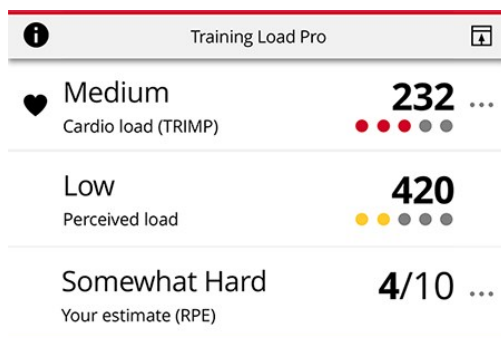 Training Load Pro
Medium 232
Cardio load (TRIMP)
Low 420
Perceived load
Somewhat Hard 4/10
Your estimate (RPE)